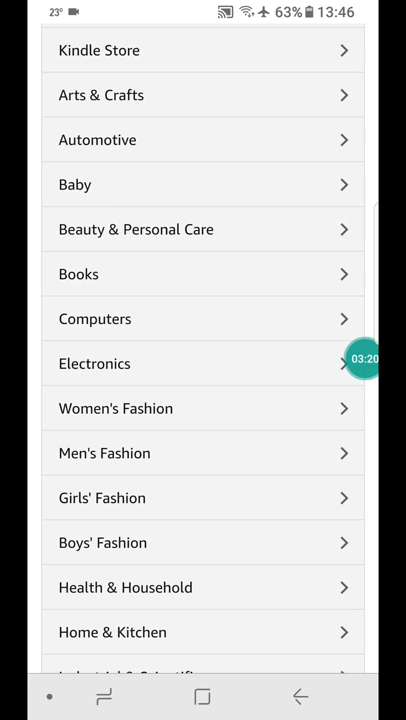 23° 63% 13:46
Kindle Store
Arts & Crafts
Automotive
Baby
Beauty & Personal Care
Books
Computers
Electronics
03:20
Women's Fashion
Men's Fashion
Girls' Fashion
Boys' Fashion
Health & Household
Home & Kitchen